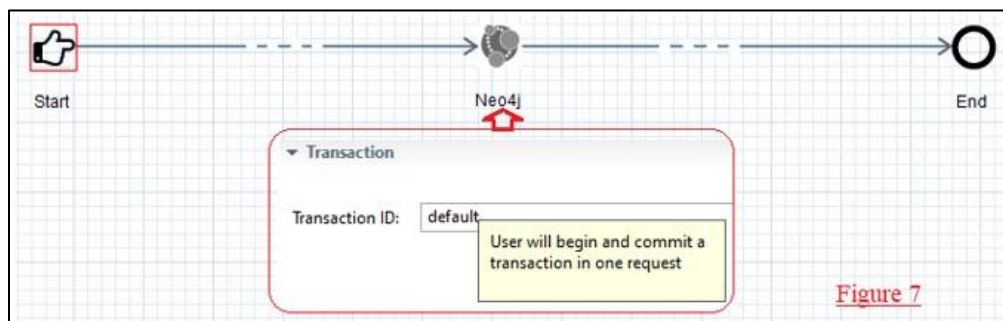 Start
Neo4j
End
Transaction
Transaction ID:
default
User will begin and commit a
transaction in one request
Figure 7